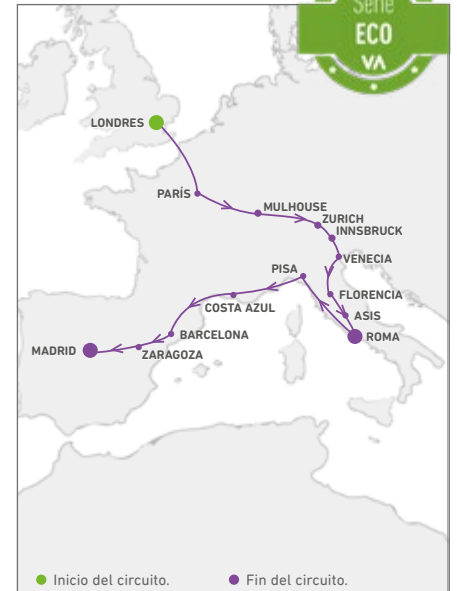 Serie
ECO
VA
LONDRES
PARÍS
MULHOUSE
ZURICH
INNSBRUCK
VENECIA
PISA
FLORENCIA
COSTA AZUL
ASIS
BARCELONA
ROMA
MADRID
ZARAGOZA
Inicio del circuito.
Fin del circuito.